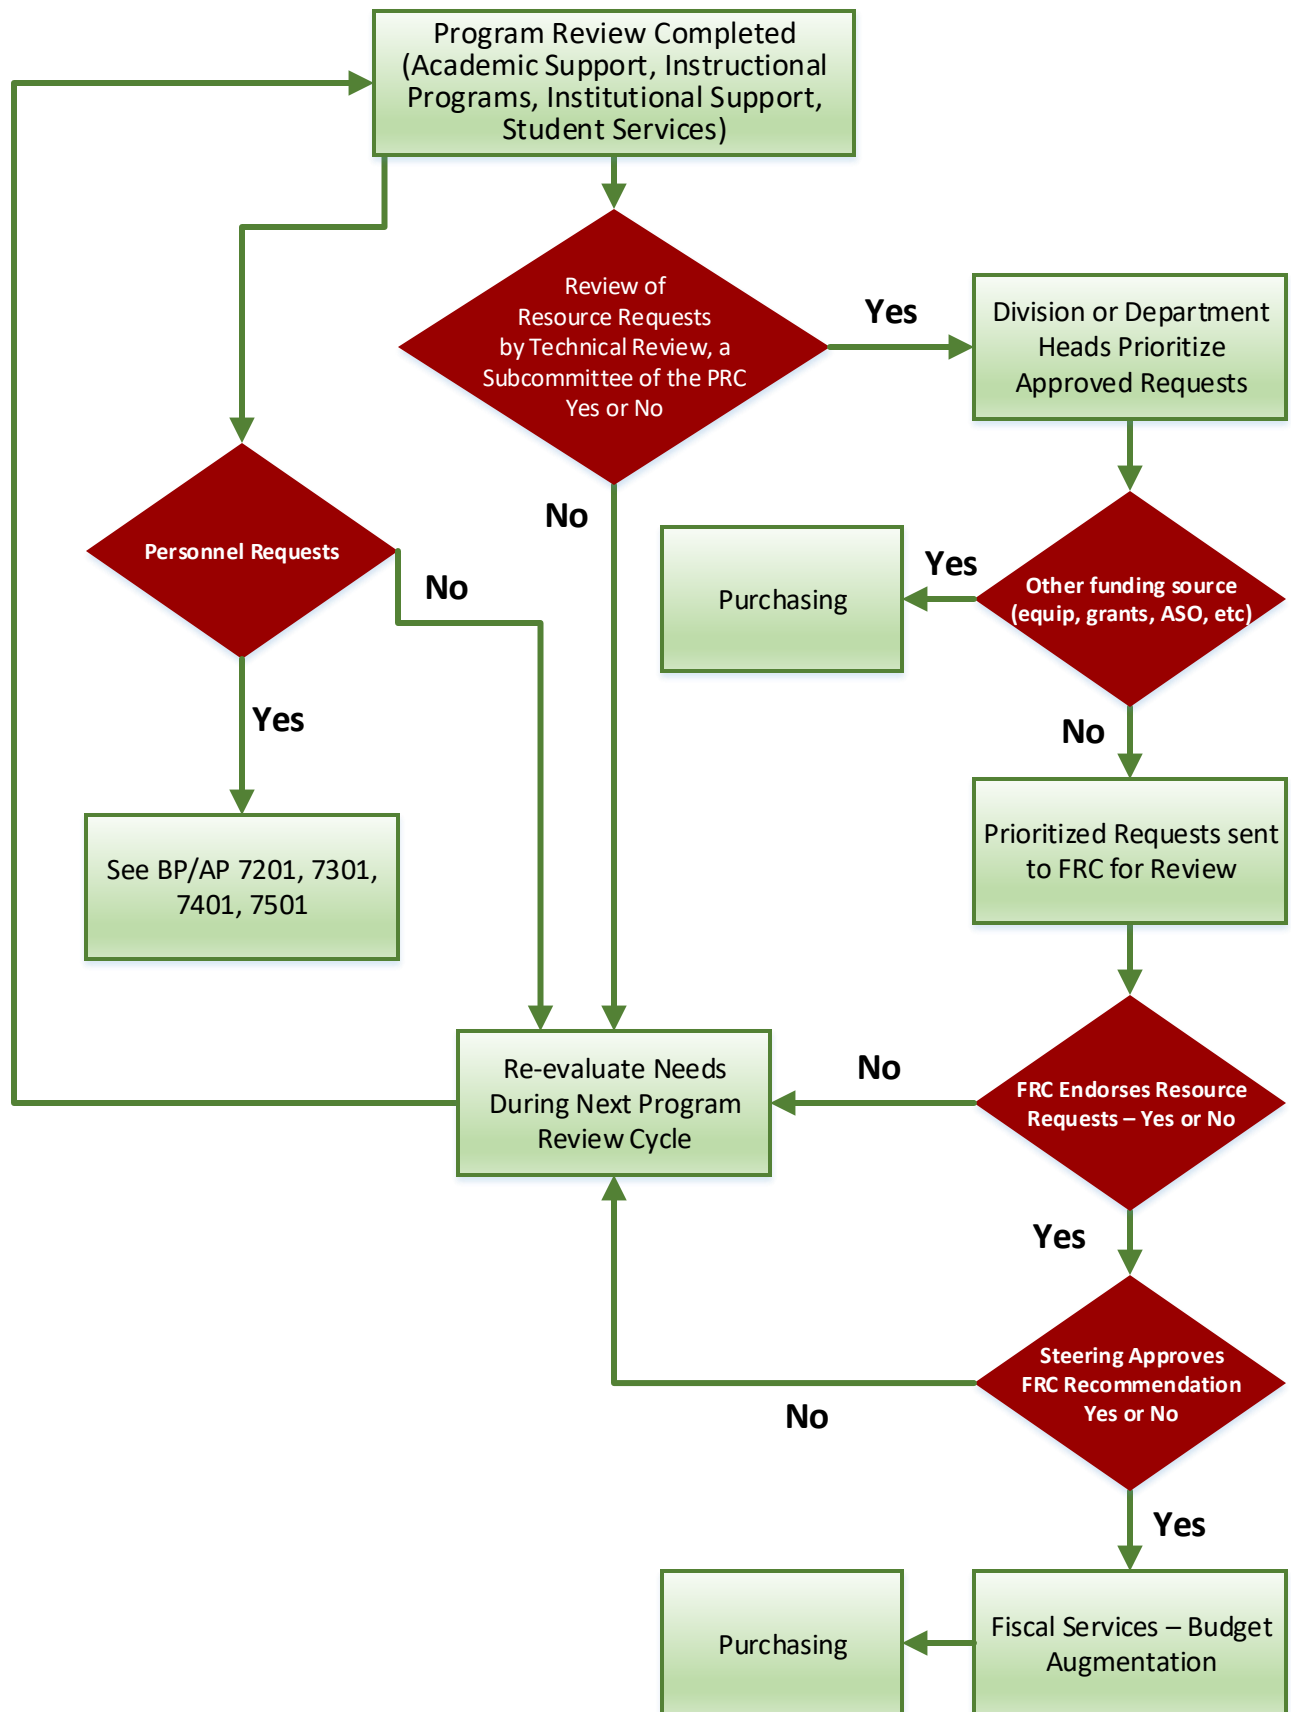 Program Review Completed
(Academic Support, Instructional
Programs, Institutional Support,
Student Services)
Review of
Resource Requests
by Technical Review, a
Subcommittee of the PRC
Yes or No
Yes
Division or Department
Heads Prioritize
Approved Requests
No
Personnel Requests
No
Yes
See BP/AP 7201, 7301,
7401, 7501
Purchasing
Yes
Other funding source
(equip, grants, ASO, etc)
No
Prioritized Requests sent
to FRC for Review
Re-evaluate Needs
During Next Program
Review Cycle
No
FRC Endorses Resource
Requests – Yes or No
Yes
Steering Approves
FRC Recommendation
Yes or No
No
Yes
Purchasing
Fiscal Services – Budget
Augmentation